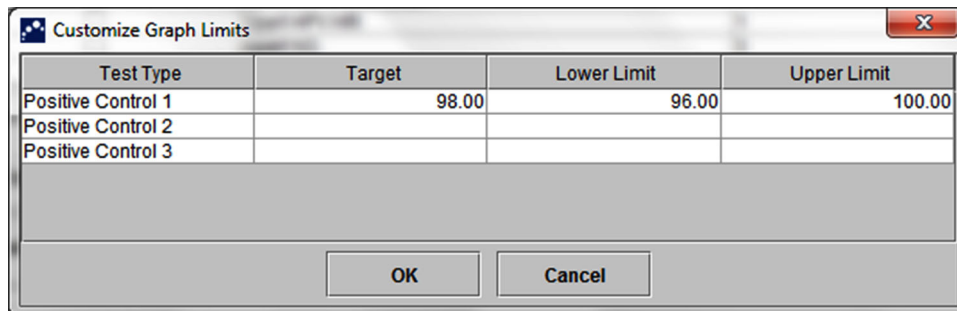 Customize Graph Limits
Test Type Target Lower Limit Upper Limit
Positive Control 1 98.00 96.00 100.00
Positive Control 2
Positive Control 3
OK Cancel